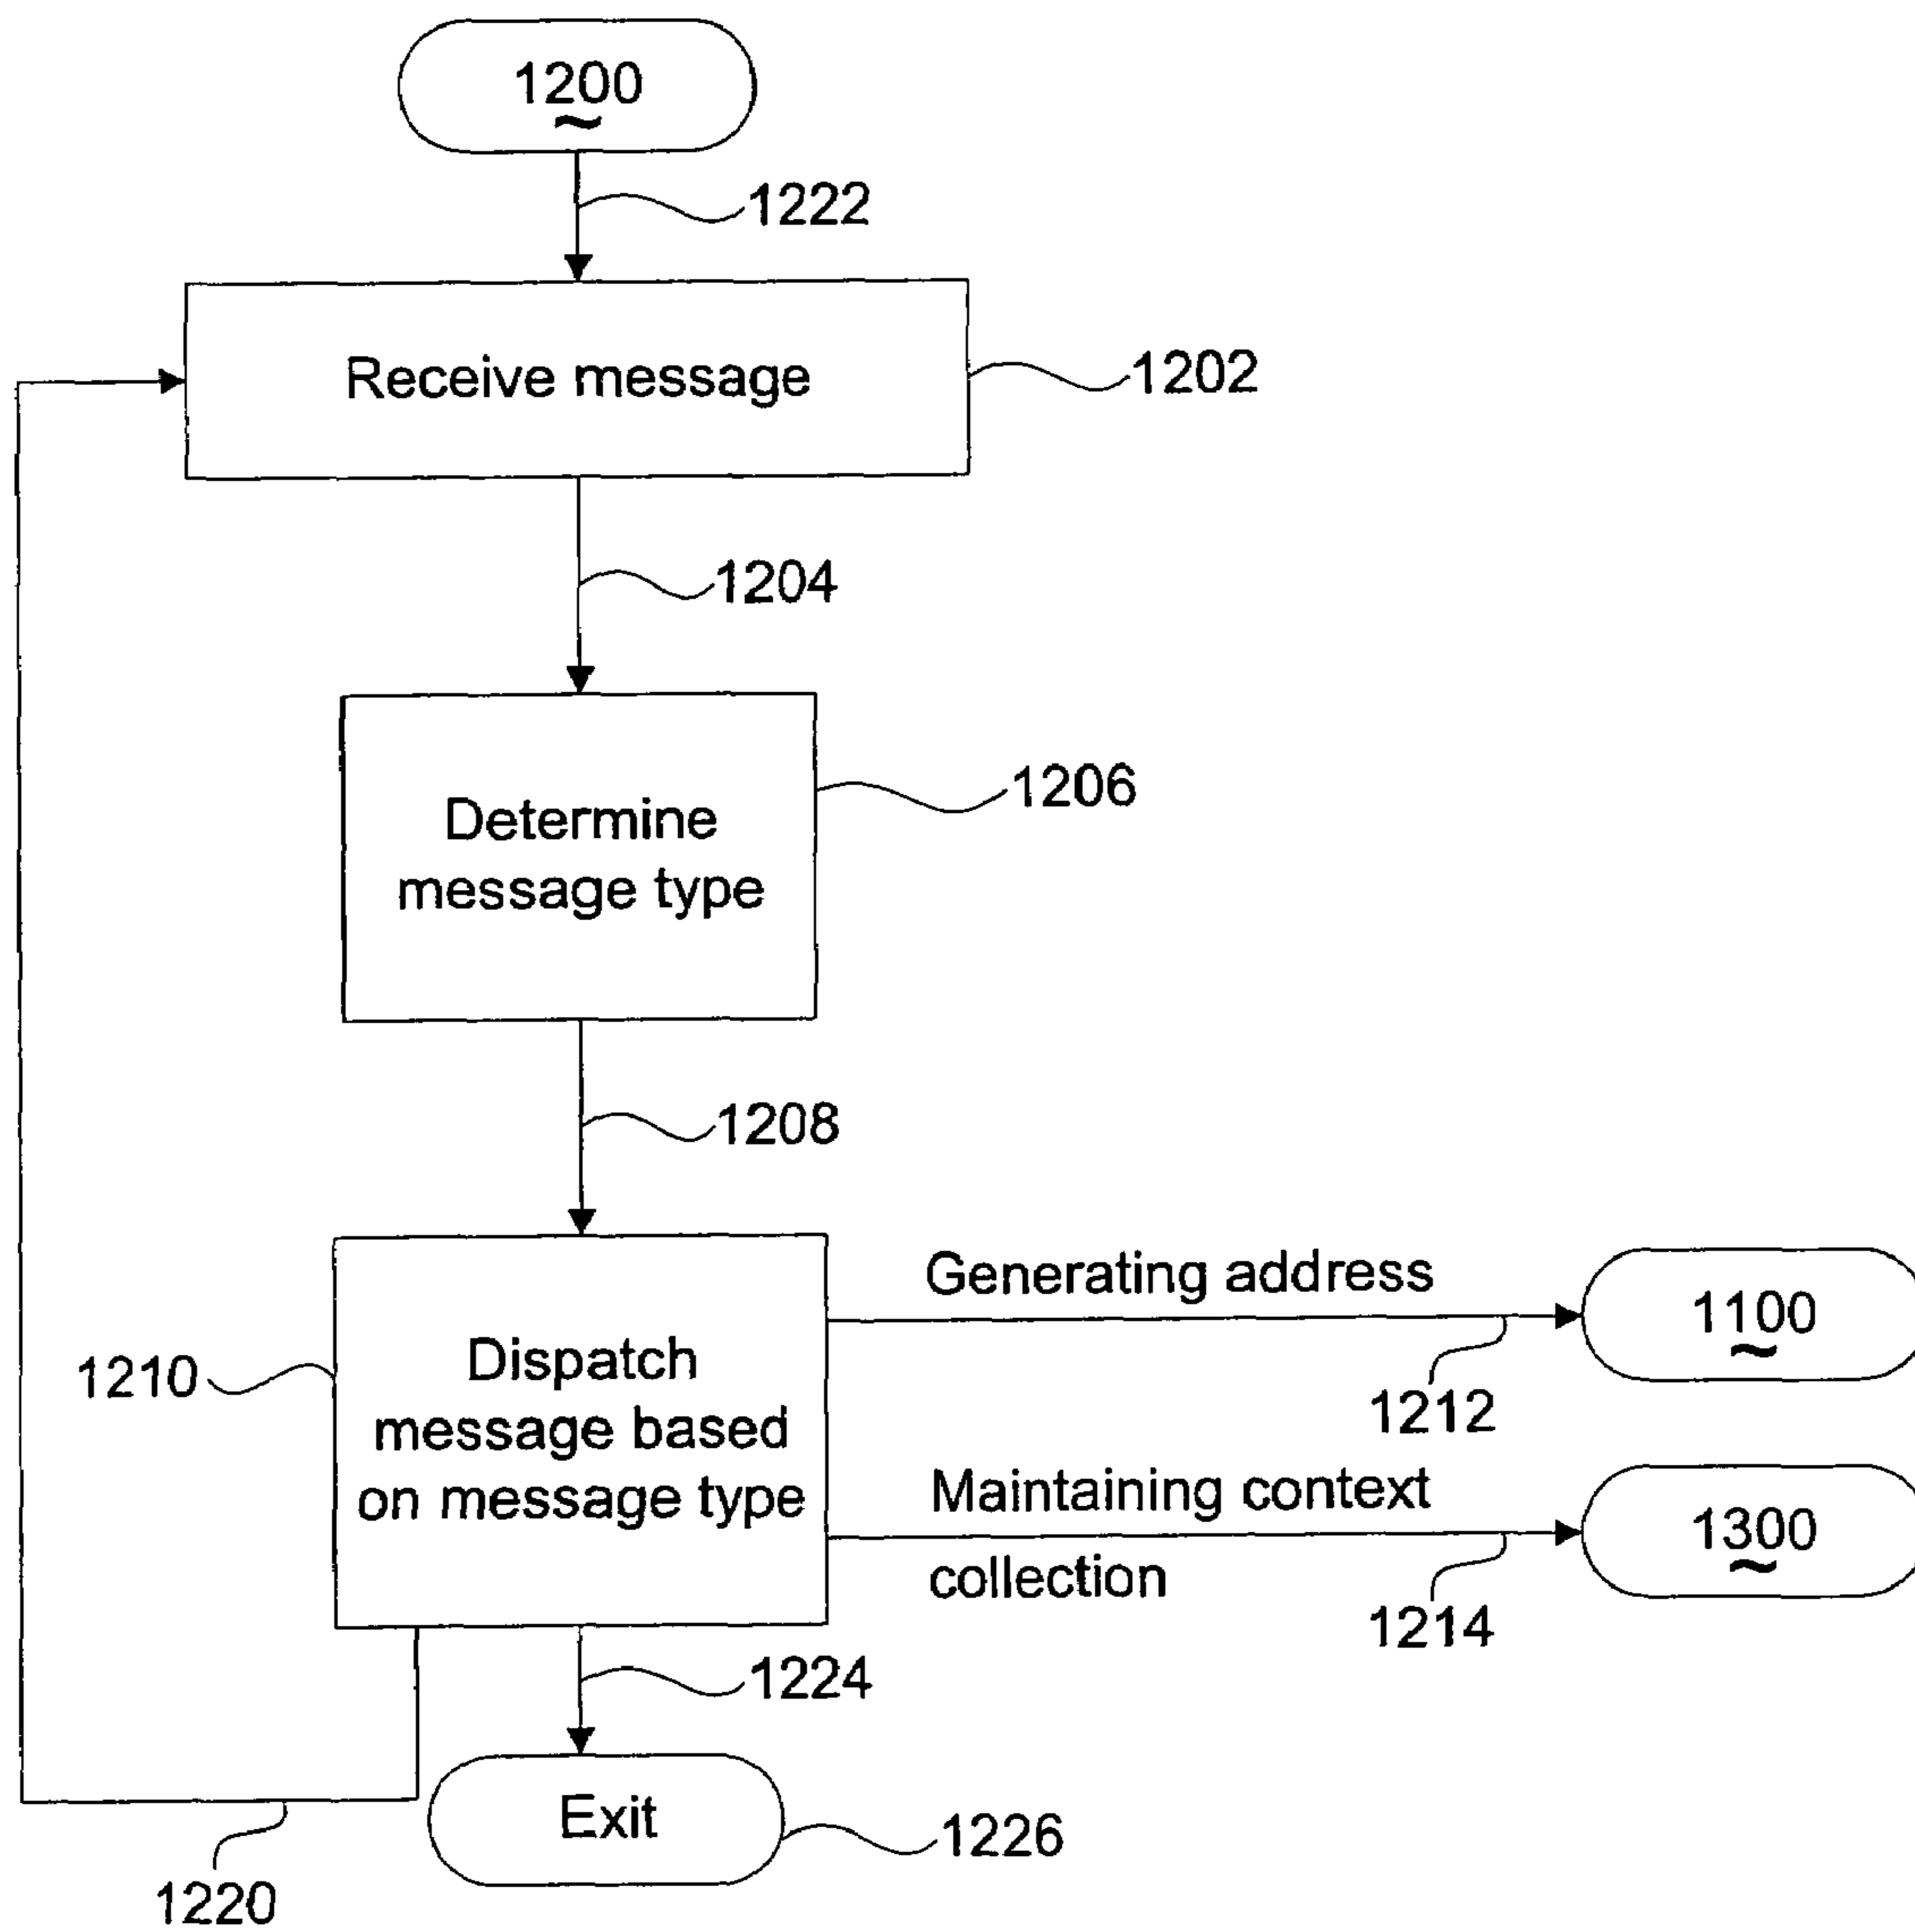 1200
1222
Receive message
1202
1204
Determine
message type
1206
1208
Generating address
1100
Dispatch
message based
on message type
1210
1212
Maintaining context
collection
1300
1214
1224
Exit
1226
1220